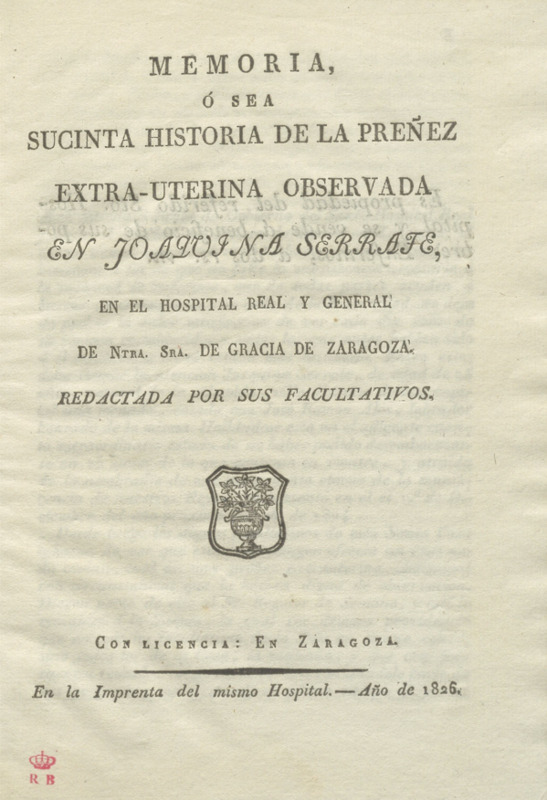 MEMORIA,
Ó SEA
SUCINTA HISTORIA DE LA PREÑEZ
EXTRA-UTERINA OBSERVADA
EN JOAQUINA SERRATE,
EN EL HOSPITAL REAL Y GENERAL
DE NTRA. SRA. DE GRACIA DE ZARAGOZA.
REDACTADA POR SUS FACULTATIVOS.
CON LICENCIA: EN ZARAGOZA.
En la Imprenta del mismo Hospital.—Año de 1826.
R B